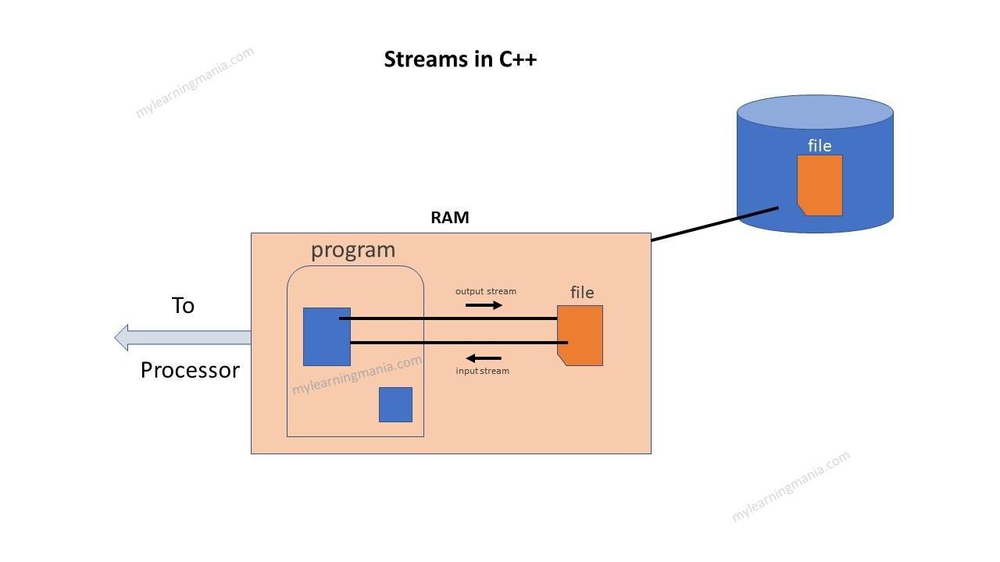 Streams in C++
mylearningmania.com
file
RAM
program
output stream
file
To
Processor
input stream
mylearningmania.com
mylearningmania.com